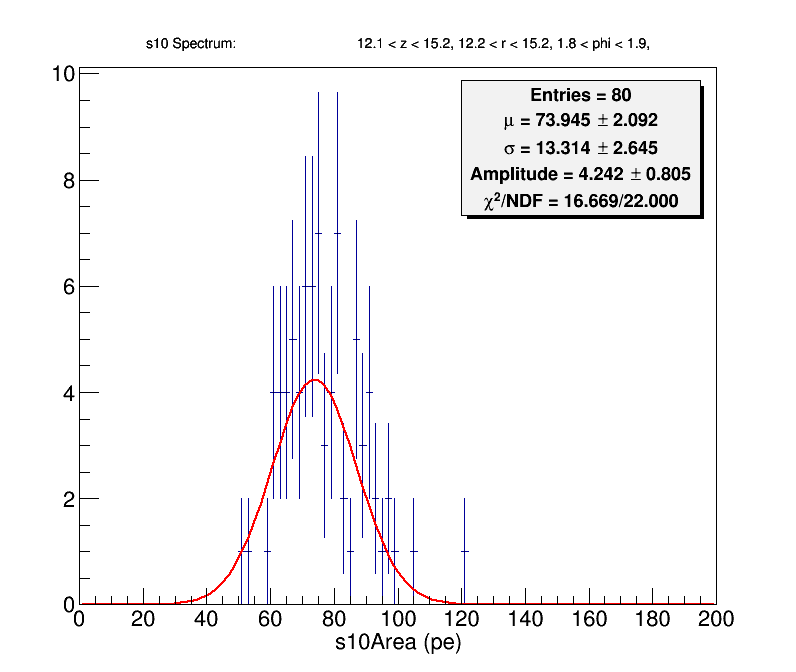 s10 Spectrum: 12.1 < z < 15.2, 12.2 < r < 15.2, 1.8 < phi < 1.9,
Entries = 80
μ = 73.945 ± 2.092
σ = 13.314 ± 2.645
Amplitude = 4.242 ± 0.805
χ²/NDF = 16.669/22.000
10
8
6
4
2
0
0 20 40 60 80 100 120 140 160 180 200
s10Area (pe)